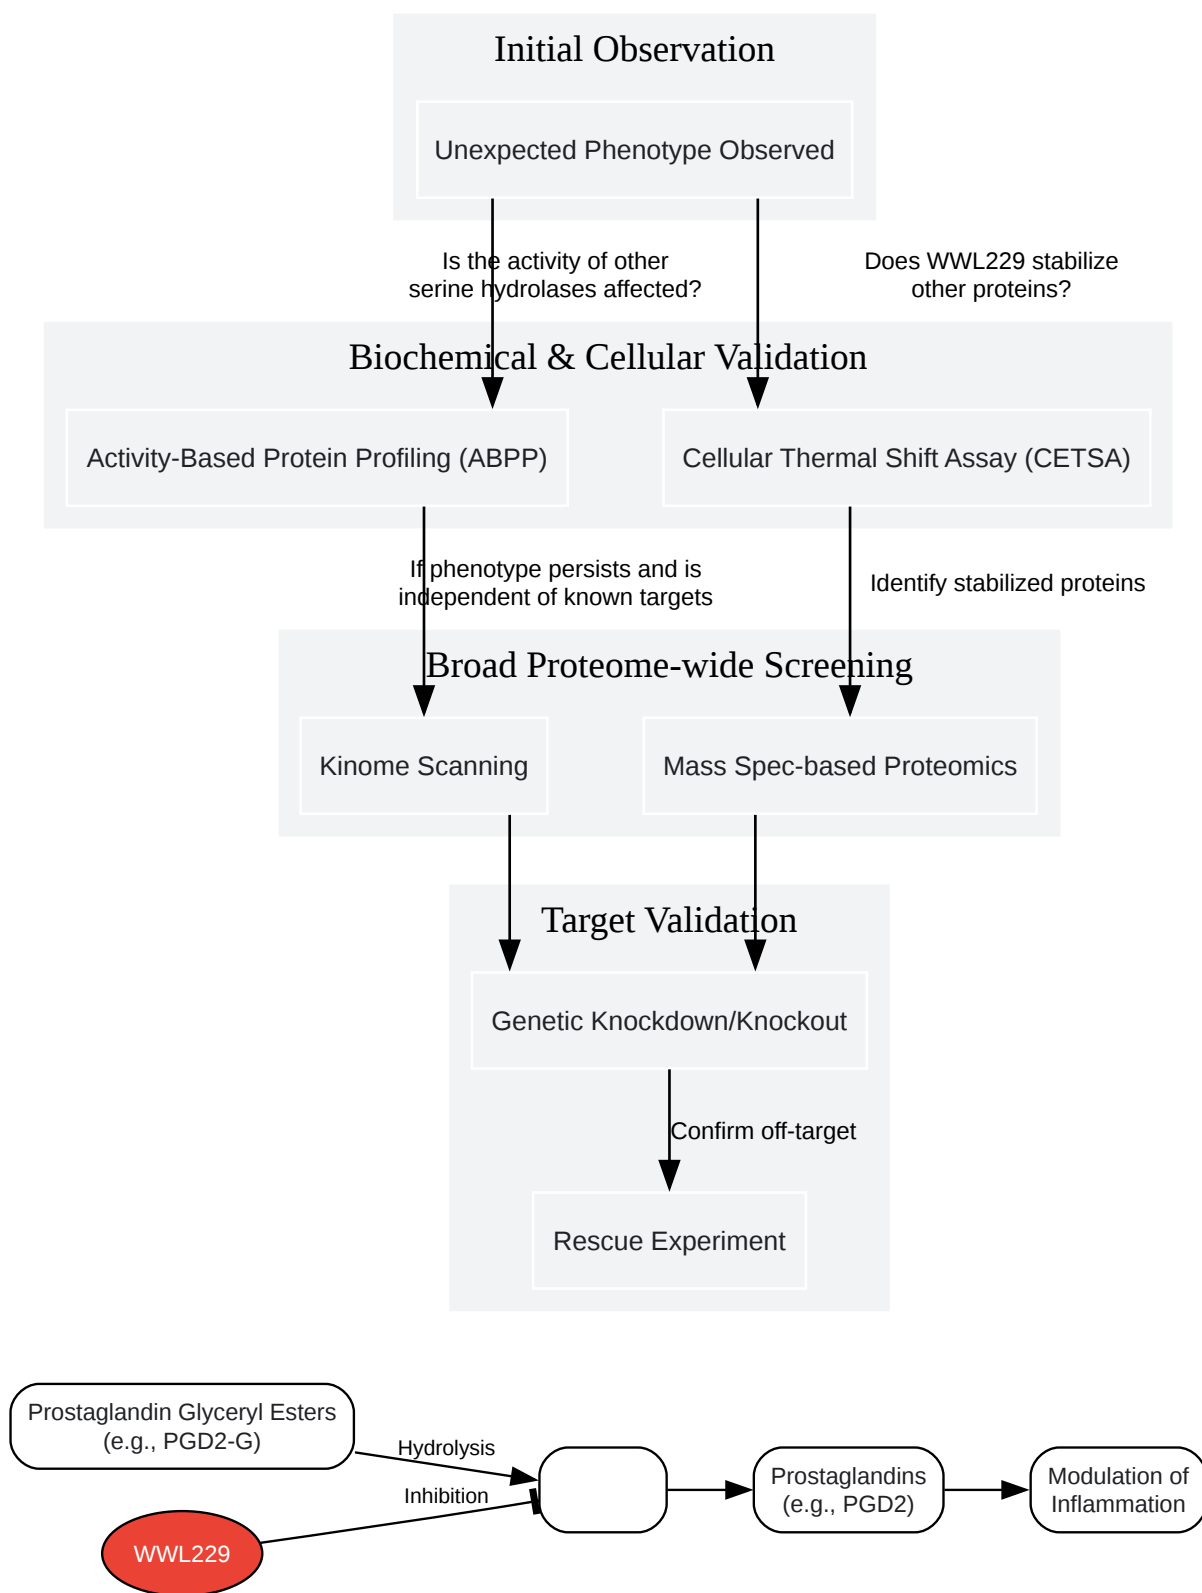 Initial Observation
Unexpected Phenotype Observed
Is the activity of other
serine hydrolases affected?
Does WWL229 stabilize
other proteins?
Biochemical & Cellular Validation
Activity-Based Protein Profiling (ABPP)
Cellular Thermal Shift Assay (CETSA)
If phenotype persists and is
independent of known targets
Identify stabilized proteins
Broad Proteome-wide Screening
Kinome Scanning
Mass Spec-based Proteomics
Target Validation
Genetic Knockdown/Knockout
Confirm off-target
Rescue Experiment
Prostaglandin Glyceryl Esters
(e.g., PGD2-G)
Hydrolysis
Inhibition
WWL229
Prostaglandins
(e.g., PGD2)
Modulation of
Inflammation